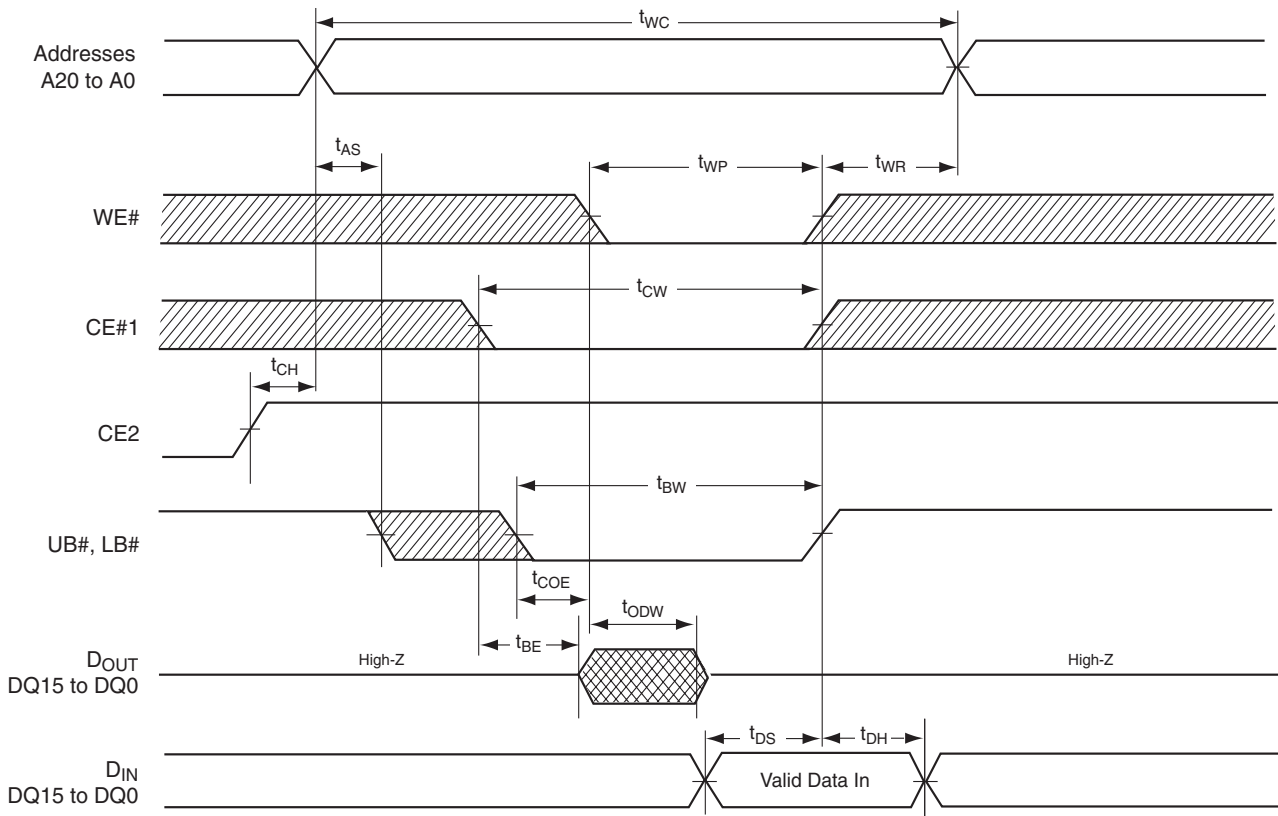 tWC
Addresses
A20 to A0
tAS
tWP
tWR
WE#
tCW
CE#1
tCH
CE2
tBW
UB#, LB#
tCOE
tODW
tBE
DOUT
DQ15 to DQ0
High-Z
High-Z
tDS
tDH
DIN
DQ15 to DQ0
Valid Data In